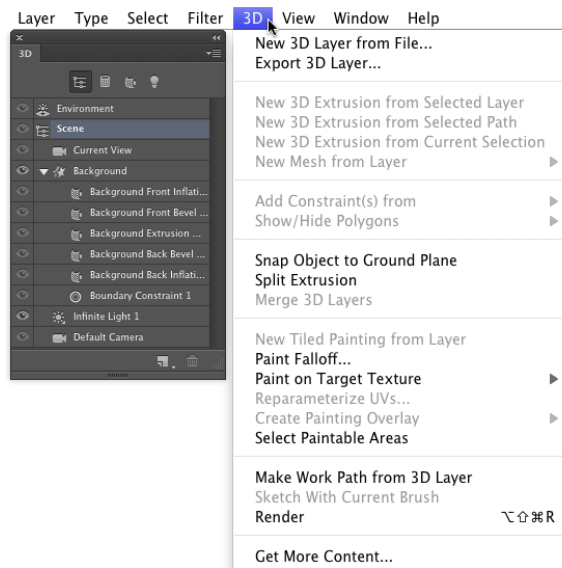 Layer Type Select Filter 3D View Window Help
3D
Environment
Scene
Current View
Background
Background Front Inflati...
Background Front Bevel ...
Background Extrusion ...
Background Back Bevel ...
Background Back Inflati...
Boundary Constraint 1
Infinite Light 1
Default Camera
New 3D Layer from File...
Export 3D Layer...
New 3D Extrusion from Selected Layer
New 3D Extrusion from Selected Path
New 3D Extrusion from Current Selection
New Mesh from Layer
Add Constraint(s) from
Show/Hide Polygons
Snap Object to Ground Plane
Split Extrusion
Merge 3D Layers
New Tiled Painting from Layer
Paint Falloff...
Paint on Target Texture
Reparameterize UVs...
Create Painting Overlay
Select Paintable Areas
Make Work Path from 3D Layer
Sketch With Current Brush
Render ⌥⇧⌘R
Get More Content...